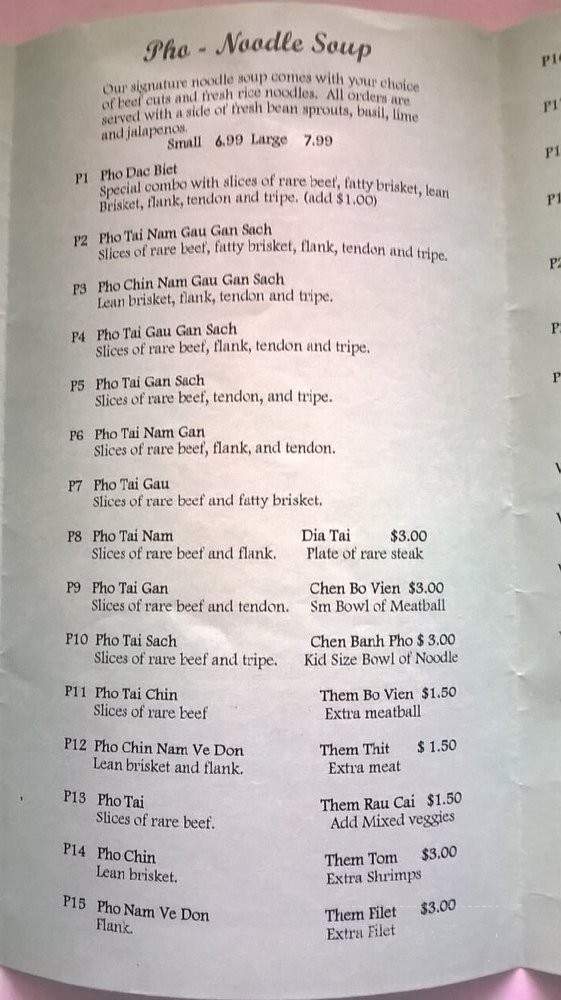 Pho - Noodle Soup
Our signature noodle soup comes with your choice
of beef cuts and fresh rice noodles. All orders are
served with a side of fresh bean sprouts, basil, lime
and jalapenos.
Small 6.99 Large 7.99
P1 Pho Dac Biet
Special combo with slices of rare beef, fatty brisket, lean
Brisket, flank, tendon and tripe. (add $1.00)
P2 Pho Tai Nam Gau Gan Sach
Slices of rare beef, fatty brisket, flank, tendon and tripe.
P3 Pho Chin Nam Gau Gan Sach
Lean brisket, flank, tendon and tripe.
P4 Pho Tai Gau Gan Sach
Slices of rare beef, flank, tendon and tripe.
P5 Pho Tai Gan Sach
Slices of rare beef, tendon, and tripe.
P6 Pho Tai Nam Gan
Slices of rare beef, flank, and tendon.
P7 Pho Tai Gau
Slices of rare beef and fatty brisket.
P8 Pho Tai Nam
Slices of rare beef and flank.
P9 Pho Tai Gan
Slices of rare beef and tendon.
P10 Pho Tai Sach
Slices of rare beef and tripe.
P11 Pho Tai Chin
Slices of rare beef
P12 Pho Chin Nam Ve Don
Lean brisket and flank.
P13 Pho Tai
Slices of rare beef.
P14 Pho Chin
Lean brisket.
P15 Pho Nam Ve Don
Flank.
Dia Tai $3.00
Plate of rare steak
Chen Bo Vien $3.00
Sm Bowl of Meatball
Chen Banh Pho $ 3.00
Kid Size Bowl of Noodle
Them Bo Vien $1.50
Extra meatball
Them Thit $ 1.50
Extra meat
Them Rau Cai $1.50
Add Mixed veggies
Them Tom $3.00
Extra Shrimps
Them Filet $3.00
Extra Filet